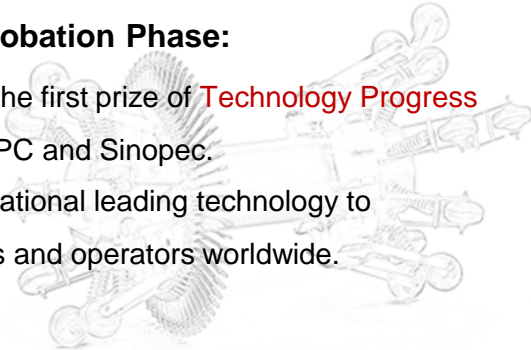 obation Phase:
he first prize of Technology Progress
PC and Sinopec.
ational leading technology to
s and operators worldwide.